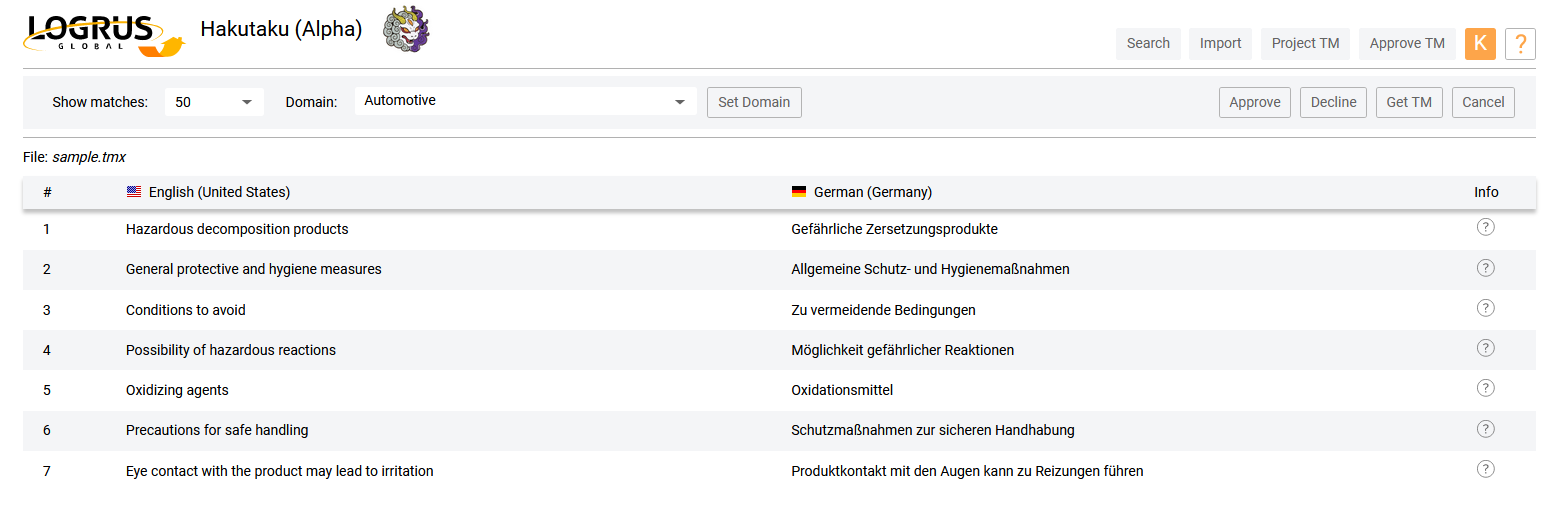 LOGRUS
GLOBAL
Hakutaku (Alpha)
Search Import Project TM Approve TM K ?
Show matches: 50 Domain: Automotive Set Domain Approve Decline Get TM Cancel
File: sample.tmx
# English (United States) German (Germany) Info
1 Hazardous decomposition products Gefährliche Zersetzungsprodukte ?
2 General protective and hygiene measures Allgemeine Schutz- und Hygienemaßnahmen ?
3 Conditions to avoid Zu vermeidende Bedingungen ?
4 Possibility of hazardous reactions Möglichkeit gefährlicher Reaktionen ?
5 Oxidizing agents Oxidationsmittel ?
6 Precautions for safe handling Schutzmaßnahmen zur sicheren Handhabung ?
7 Eye contact with the product may lead to irritation Produktkontakt mit den Augen kann zu Reizungen führen ?